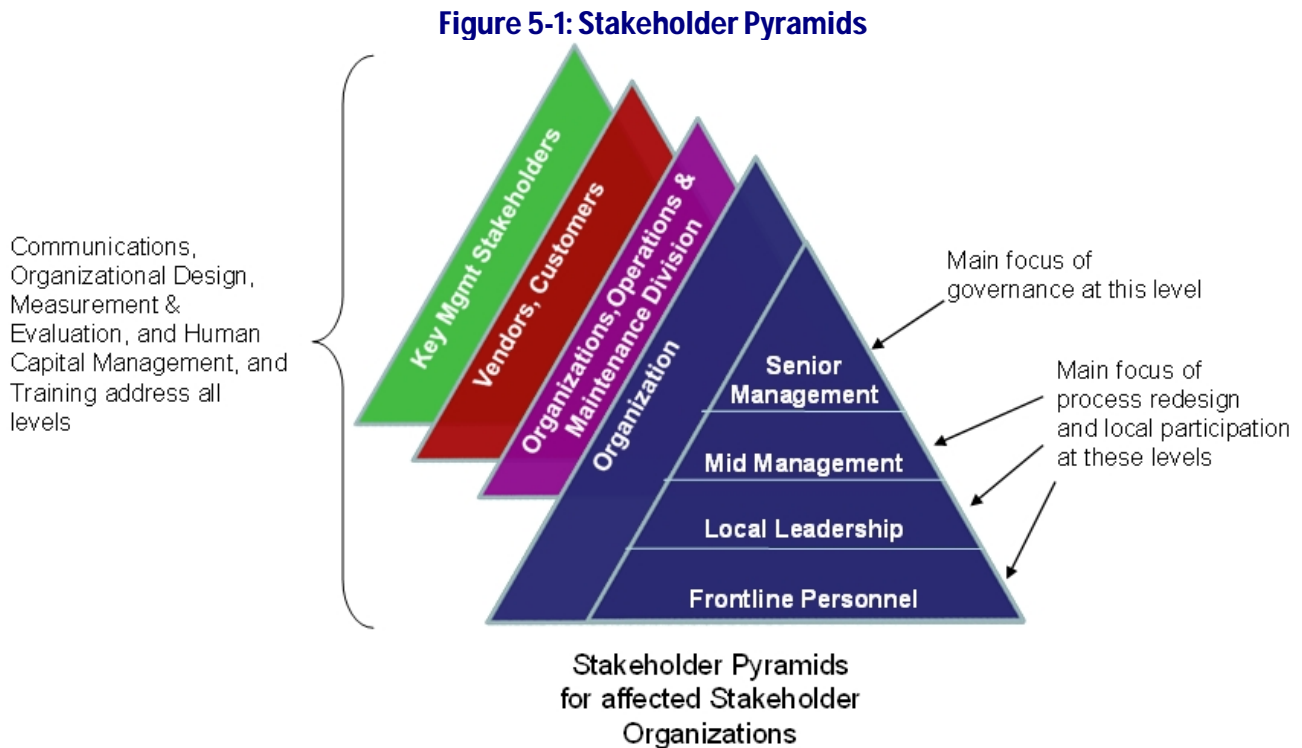 Figure 5-1: Stakeholder Pyramids
Communications,
Organizational Design,
Measurement &
Evaluation, and Human
Capital Management, and
Training address all
levels
Key Mgmt Stakeholders
Vendors, Customers
Organizations,Operations &
Maintenance Division
Organization
Senior
Management
Mid Management
Local Leadership
Frontline Personnel
Main focus of
governance at this level
Main focus of
process redesign
and local participation
at these levels
Stakeholder Pyramids
for affected Stakeholder
Organizations